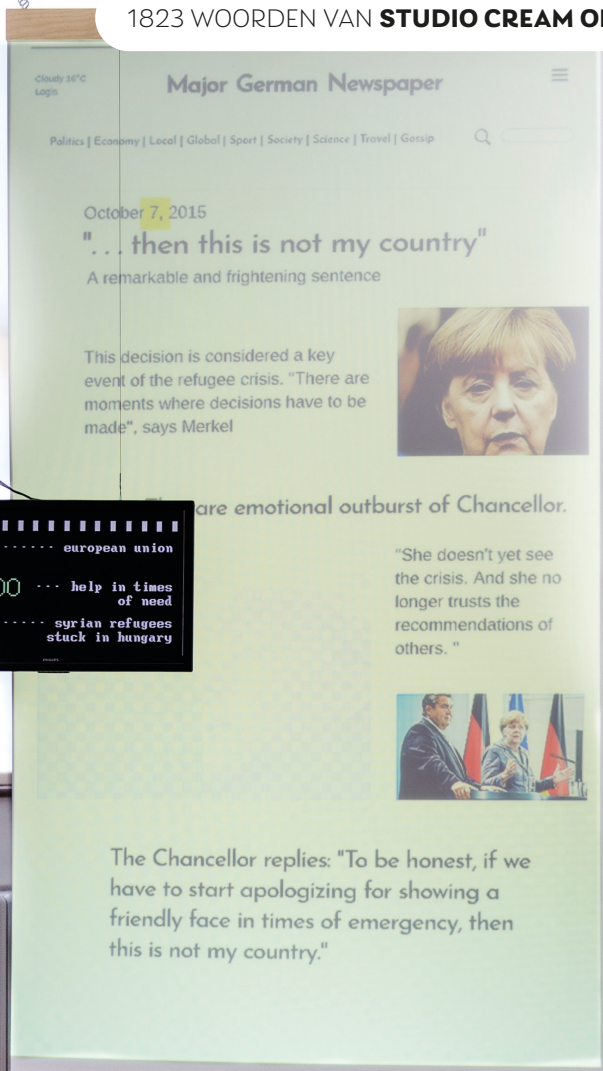 1823 WOORDEN VAN STUDIO CREAM
Cloudy 16°C
Login
Major German Newspaper
Politics | Economy | Local | Global | Sport | Society | Science | Travel | Gossip
October 7, 2015
"... then this is not my country"
A remarkable and frightening sentence
This decision is considered a key
event of the refugee crisis. "There are
moments where decisions have to be
made", says Merkel
are emotional outburst of Chancellor.
european union
help in times
of need
syrian refugees
stuck in hungary
PHILIPS
"She doesn't yet see
the crisis. And she no
longer trusts the
recommendations of
others. "
The Chancellor replies: "To be honest, if we
have to start apologizing for showing a
friendly face in times of emergency, then
this is not my country."